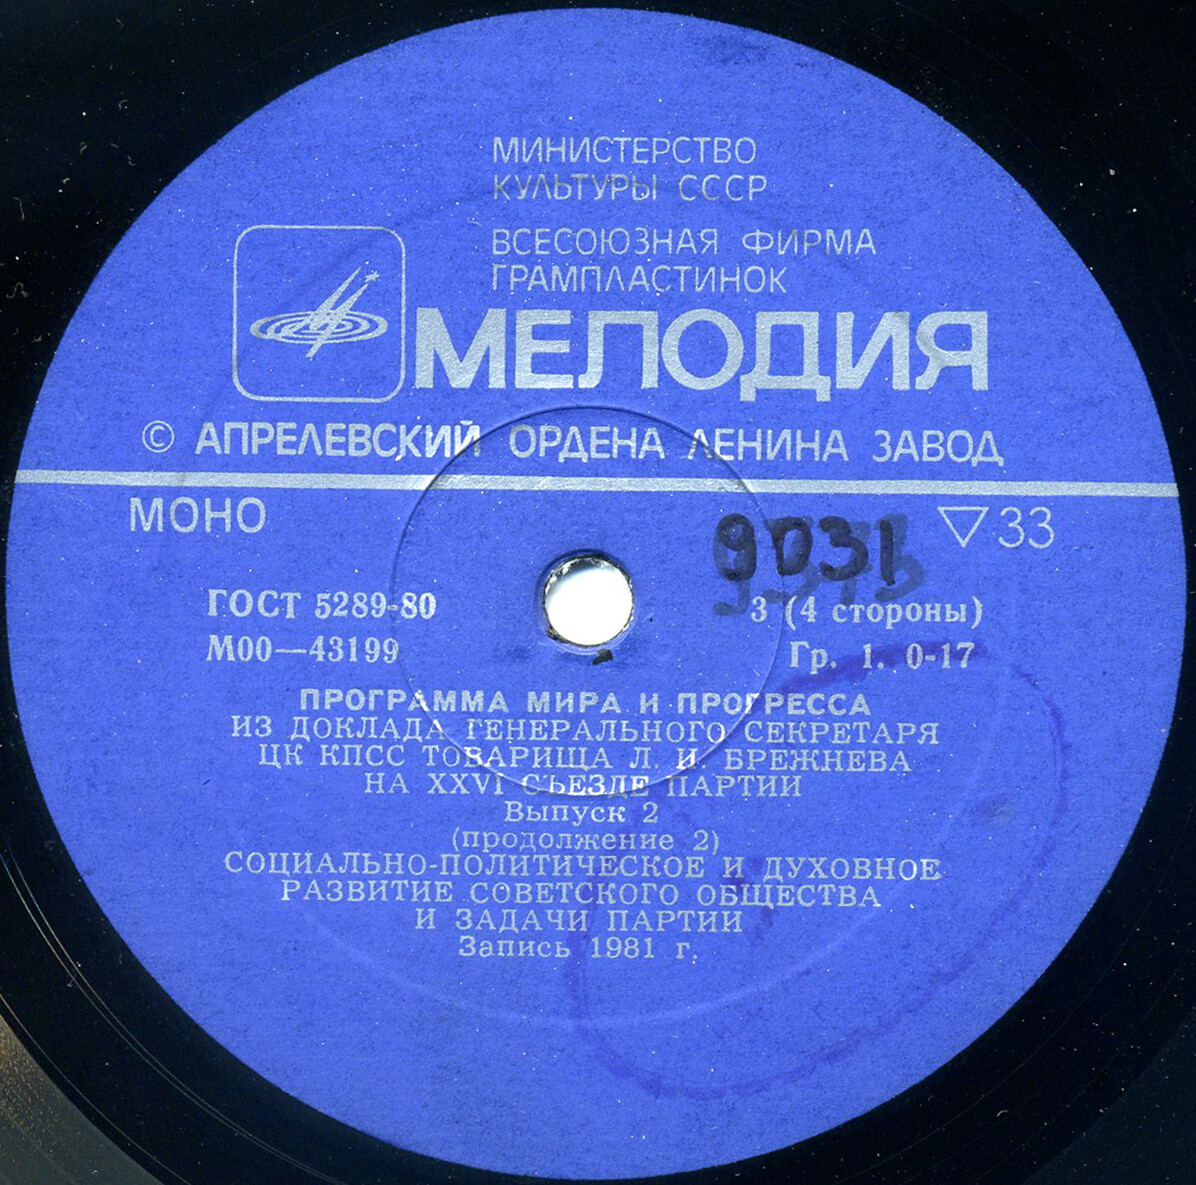 МИНИСТЕРСТВО
КУЛЬТУРЫ СССР
ВСЕСОЮЗНАЯ ФИРМА
ГРАМПЛАСТИНОК
МЕЛОДИЯ
© АПРЕЛЕВСКИЙ ОРДЕНА ЛЕНИНА ЗАВОД
МОНО
▽33
9031
ГОСТ 5289-80
3 (4 стороны)
М00—43199
Гр. 1. 0-17
ПРОГРАММА МИРА И ПРОГРЕССА
ИЗ ДОКЛАДА ГЕНЕРАЛЬНОГО СЕКРЕТАРЯ
ЦК КПСС ТОВАРИЩА Л. И. БРЕЖНЕВА
НА XXVI СЪЕЗДЕ ПАРТИИ
Выпуск 2
(продолжение 2)
СОЦИАЛЬНО-ПОЛИТИЧЕСКОЕ И ДУХОВНОЕ
РАЗВИТИЕ СОВЕТСКОГО ОБЩЕСТВА
И ЗАДАЧИ ПАРТИИ
Запись 1981 г.